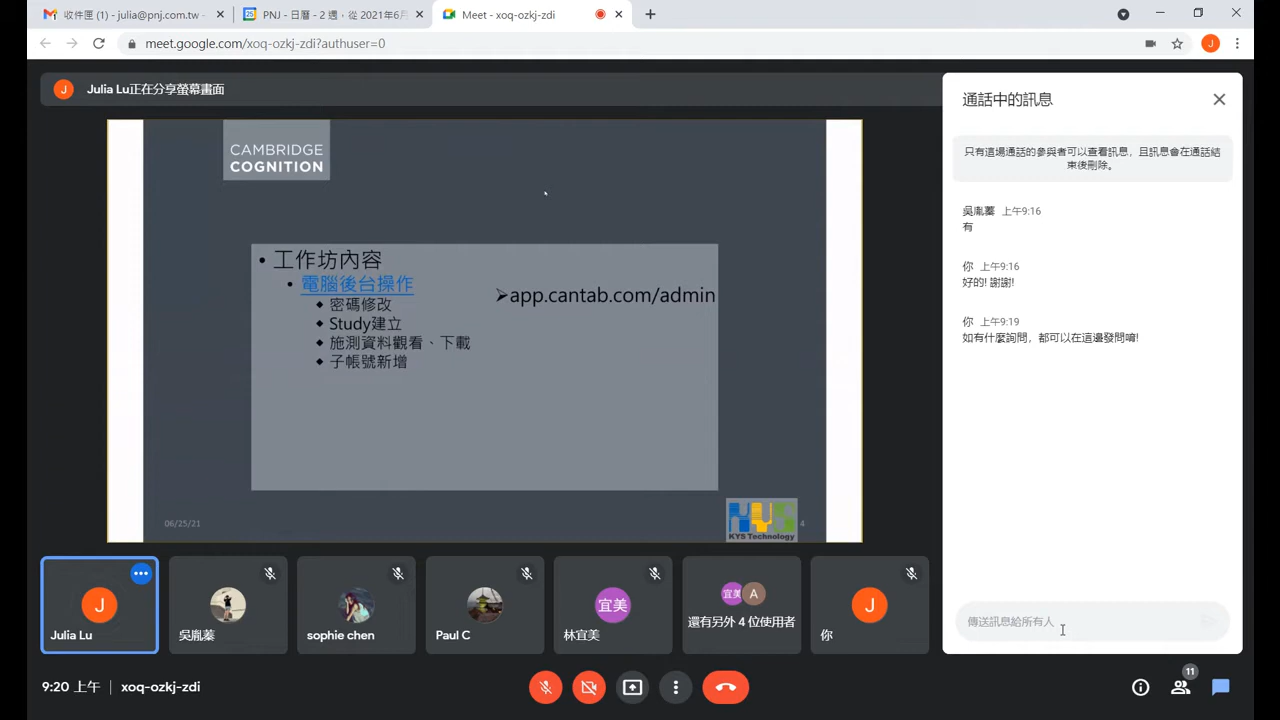 收件匣 (1) - julia@pnj.com.tw -
PNJ - 日曆 - 2 週，從 2021年6月
Meet - xoq-ozkj-zdi
meet.google.com/xoq-ozkj-zdi?authuser=0
J
J
Julia Lu正在分享螢幕畫面
CAMBRIDGE
COGNITION
• 工作坊內容
• 電腦後台操作
◆ 密碼修改
◆ Study建立
◆ 施測資料觀看、下載
◆ 子帳號新增
➢app.cantab.com/admin
06/25/21
KYS Technology
4
通話中的訊息
只有這場通話的參與者可以查看訊息，且訊息會在通話結
束後刪除。
吳胤蓁 上午9:16
有
你 上午9:16
好的! 謝謝!
你 上午9:19
如有什麼詢問，都可以在這邊發問唷!
傳送訊息給所有人
J
Julia Lu
吳胤蓁
sophie chen
Paul C
宜美
林宜美
宜美
A
還有另外 4 位使用者
J
你
9:20 上午
xoq-ozkj-zdi
11